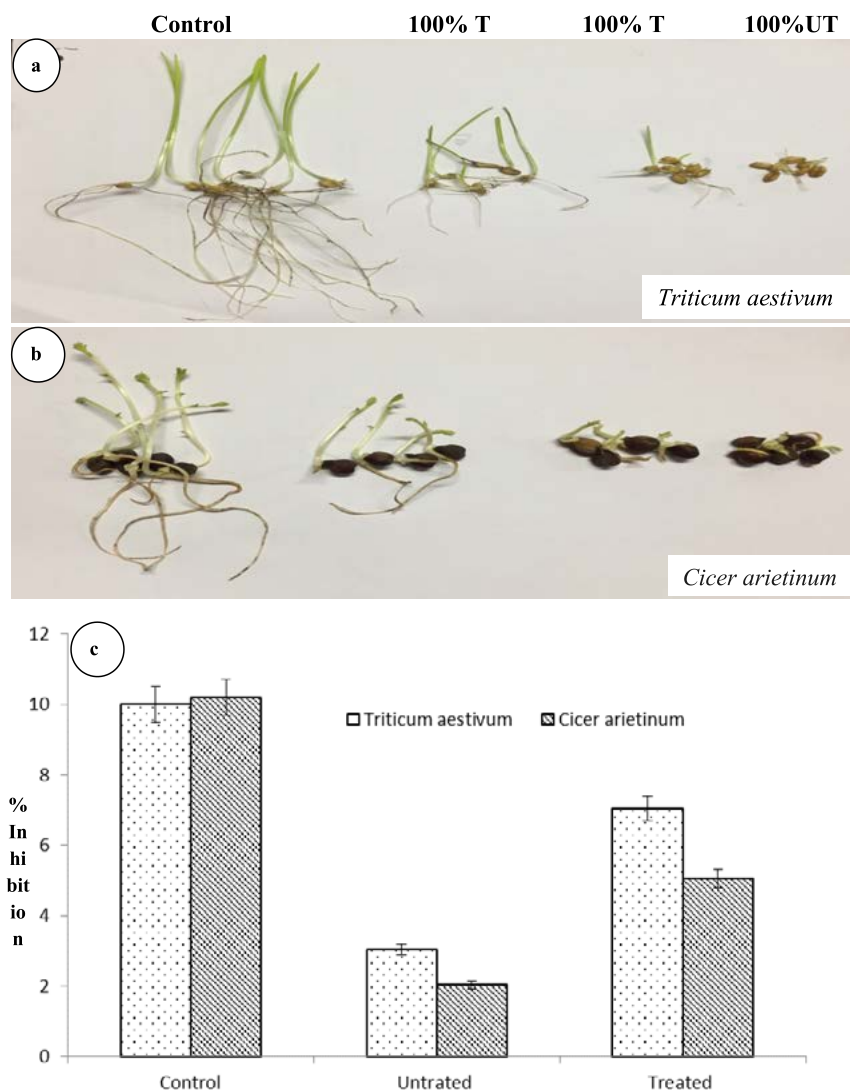 Control 100% T 100% T 100%UT
a
Triticum aestivum
b
Cicer arietinum
c
12
10
8
6
4
2
0
%
In
hi
bit
io
n
Triticum aestivum Cicer arietinum
Control Untrated Treated